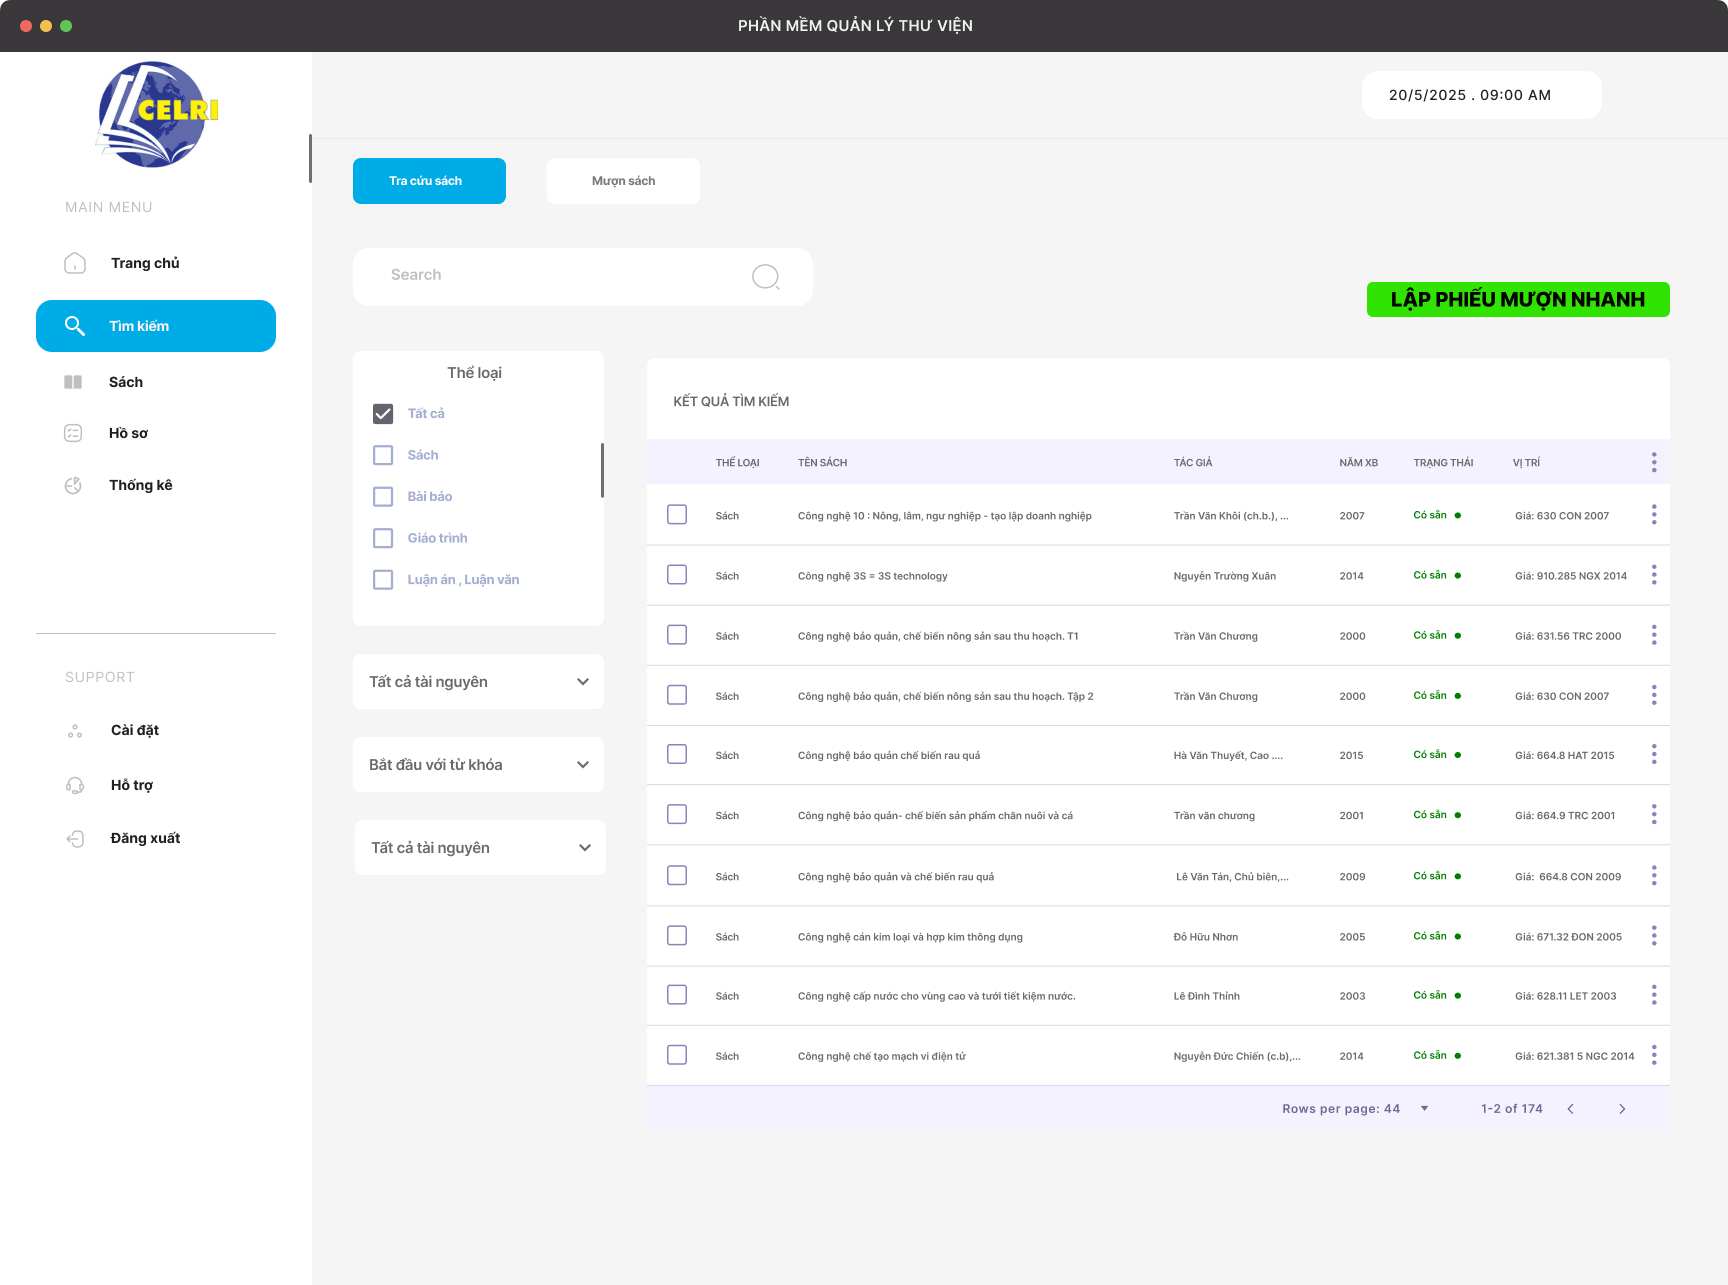 PHẦN MỀM QUẢN LÝ THƯ VIỆN
CELRI
20/5/2025 . 09:00 AM
MAIN MENU
Trang chủ
Tìm kiếm
Sách
Hồ sơ
Thống kê
SUPPORT
Cài đặt
Hỗ trợ
Đăng xuất
Tra cứu sách
Mượn sách
Search
LẬP PHIẾU MƯỢN NHANH
Thể loại
Tất cả
Sách
Bài báo
Giáo trình
Luận án , Luận văn
Tất cả tài nguyên
Bắt đầu với từ khóa
Tất cả tài nguyên
KẾT QUẢ TÌM KIẾM
THỂ LOẠI TÊN SÁCH TÁC GIẢ NĂM XB TRẠNG THÁI VỊ TRÍ
Sách Công nghệ 10 : Nông, lâm, ngư nghiệp - tạo lập doanh nghiệp Trần Văn Khôi (ch.b.), ... 2007 Có sẵn Giá: 630 CON 2007
Sách Công nghệ 3S = 3S technology Nguyễn Trường Xuân 2014 Có sẵn Giá: 910.285 NGX 2014
Sách Công nghệ bảo quản, chế biến nông sản sau thu hoạch. T1 Trần Văn Chương 2000 Có sẵn Giá: 631.56 TRC 2000
Sách Công nghệ bảo quản, chế biến nông sản sau thu hoạch. Tập 2 Trần Văn Chương 2000 Có sẵn Giá: 630 CON 2007
Sách Công nghệ bảo quản chế biến rau quả Hà Văn Thuyết, Cao .... 2015 Có sẵn Giá: 664.8 HAT 2015
Sách Công nghệ bảo quản- chế biến sản phẩm chăn nuôi và cá Trần văn chương 2001 Có sẵn Giá: 664.9 TRC 2001
Sách Công nghệ bảo quản và chế biến rau quả Lê Văn Tán, Chủ biên,... 2009 Có sẵn Giá: 664.8 CON 2009
Sách Công nghệ cán kim loại và hợp kim thông dụng Đỗ Hữu Nhơn 2005 Có sẵn Giá: 671.32 ĐON 2005
Sách Công nghệ cấp nước cho vùng cao và tưới tiết kiệm nước. Lê Đình Thỉnh 2003 Có sẵn Giá: 628.11 LET 2003
Sách Công nghệ chế tạo mạch vi điện tử Nguyễn Đức Chiến (c.b),... 2014 Có sẵn Giá: 621.381 5 NGC 2014
Rows per page: 44 1-2 of 174